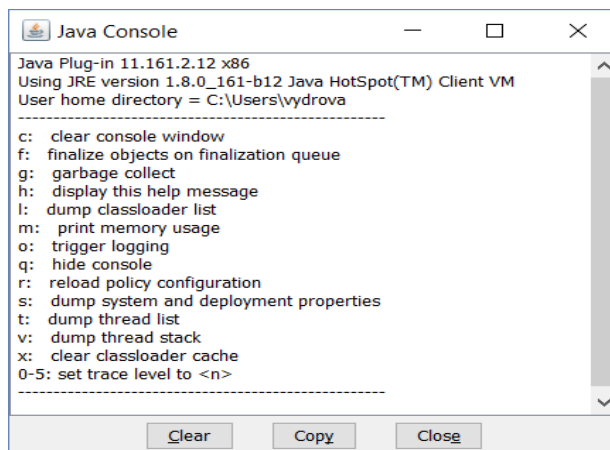 Java Console
Java Plug-in 11.161.2.12 x86
Using JRE version 1.8.0_161-b12 Java HotSpot(TM) Client VM
User home directory = C:\Users\vydrova
----------------------------------------------------
c:   clear console window
f:   finalize objects on finalization queue
g:   garbage collect
h:   display this help message
l:   dump classloader list
m:   print memory usage
o:   trigger logging
q:   hide console
r:   reload policy configuration
s:   dump system and deployment properties
t:   dump thread list
v:   dump thread stack
x:   clear classloader cache
0-5: set trace level to <n>
----------------------------------------------------
Clear Copy Close